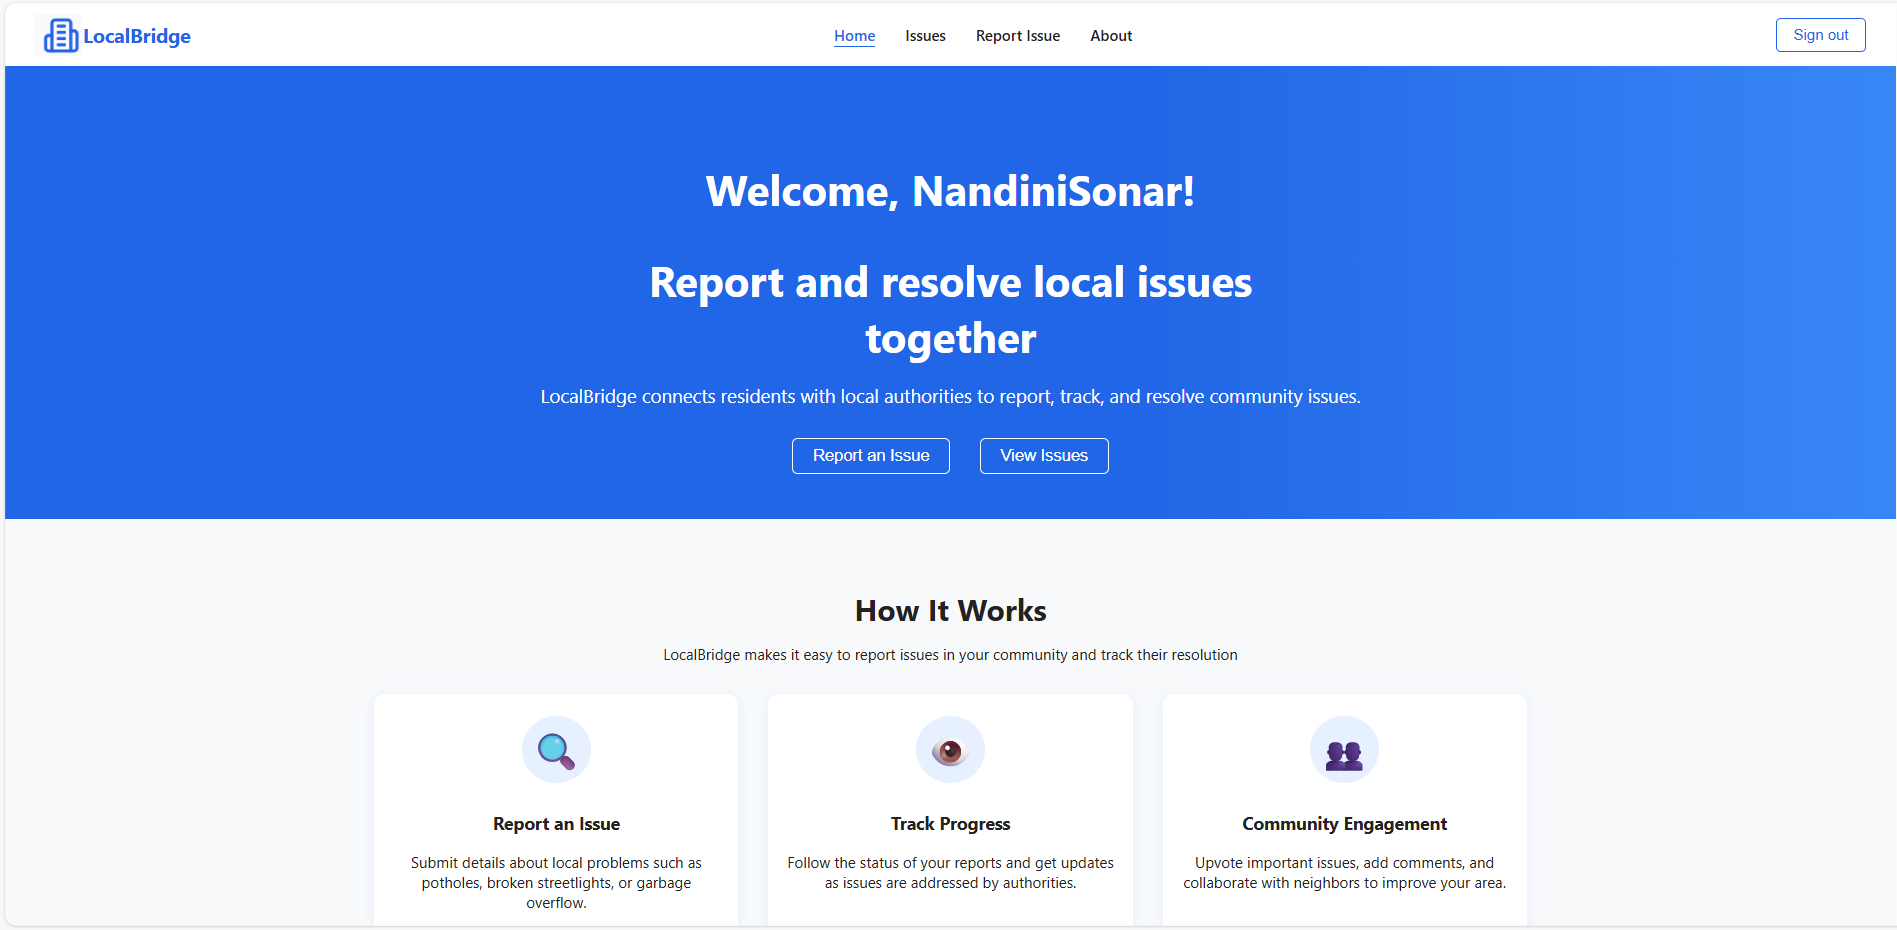 LocalBridge
Home
Issues
Report Issue
About
Sign out
Welcome, NandiniSonar!
Report and resolve local issues
together
LocalBridge connects residents with local authorities to report, track, and resolve community issues.
Report an Issue
View Issues
How It Works
LocalBridge makes it easy to report issues in your community and track their resolution
Report an Issue
Submit details about local problems such as
potholes, broken streetlights, or garbage
overflow.
Track Progress
Follow the status of your reports and get updates
as issues are addressed by authorities.
Community Engagement
Upvote important issues, add comments, and
collaborate with neighbors to improve your area.